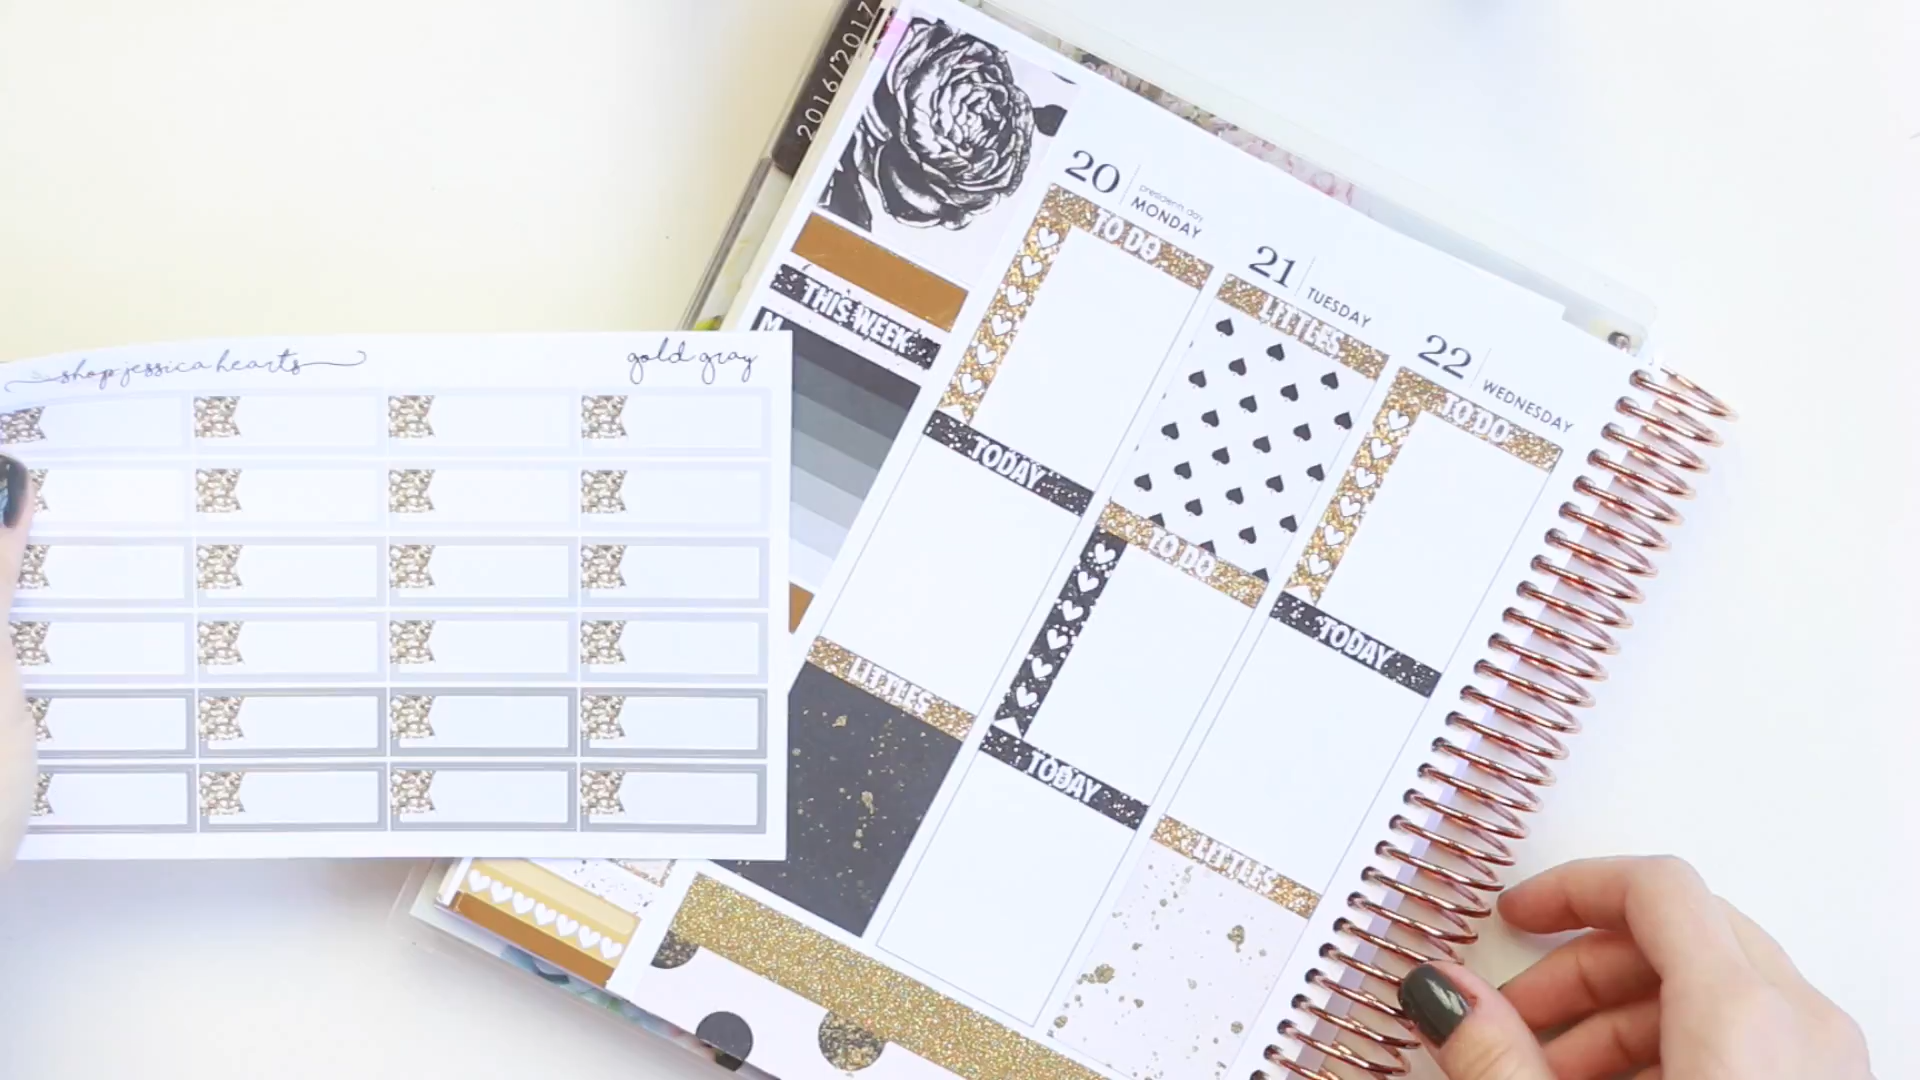 2016/2017
shop jessica hearts
gold gray
THIS WEEK
M
20
president's day
MONDAY
TO DO
TODAY
LITTLES
21
TUESDAY
LITTLES
TO DO
TODAY
22
WEDNESDAY
TO DO
TODAY
LITTLES